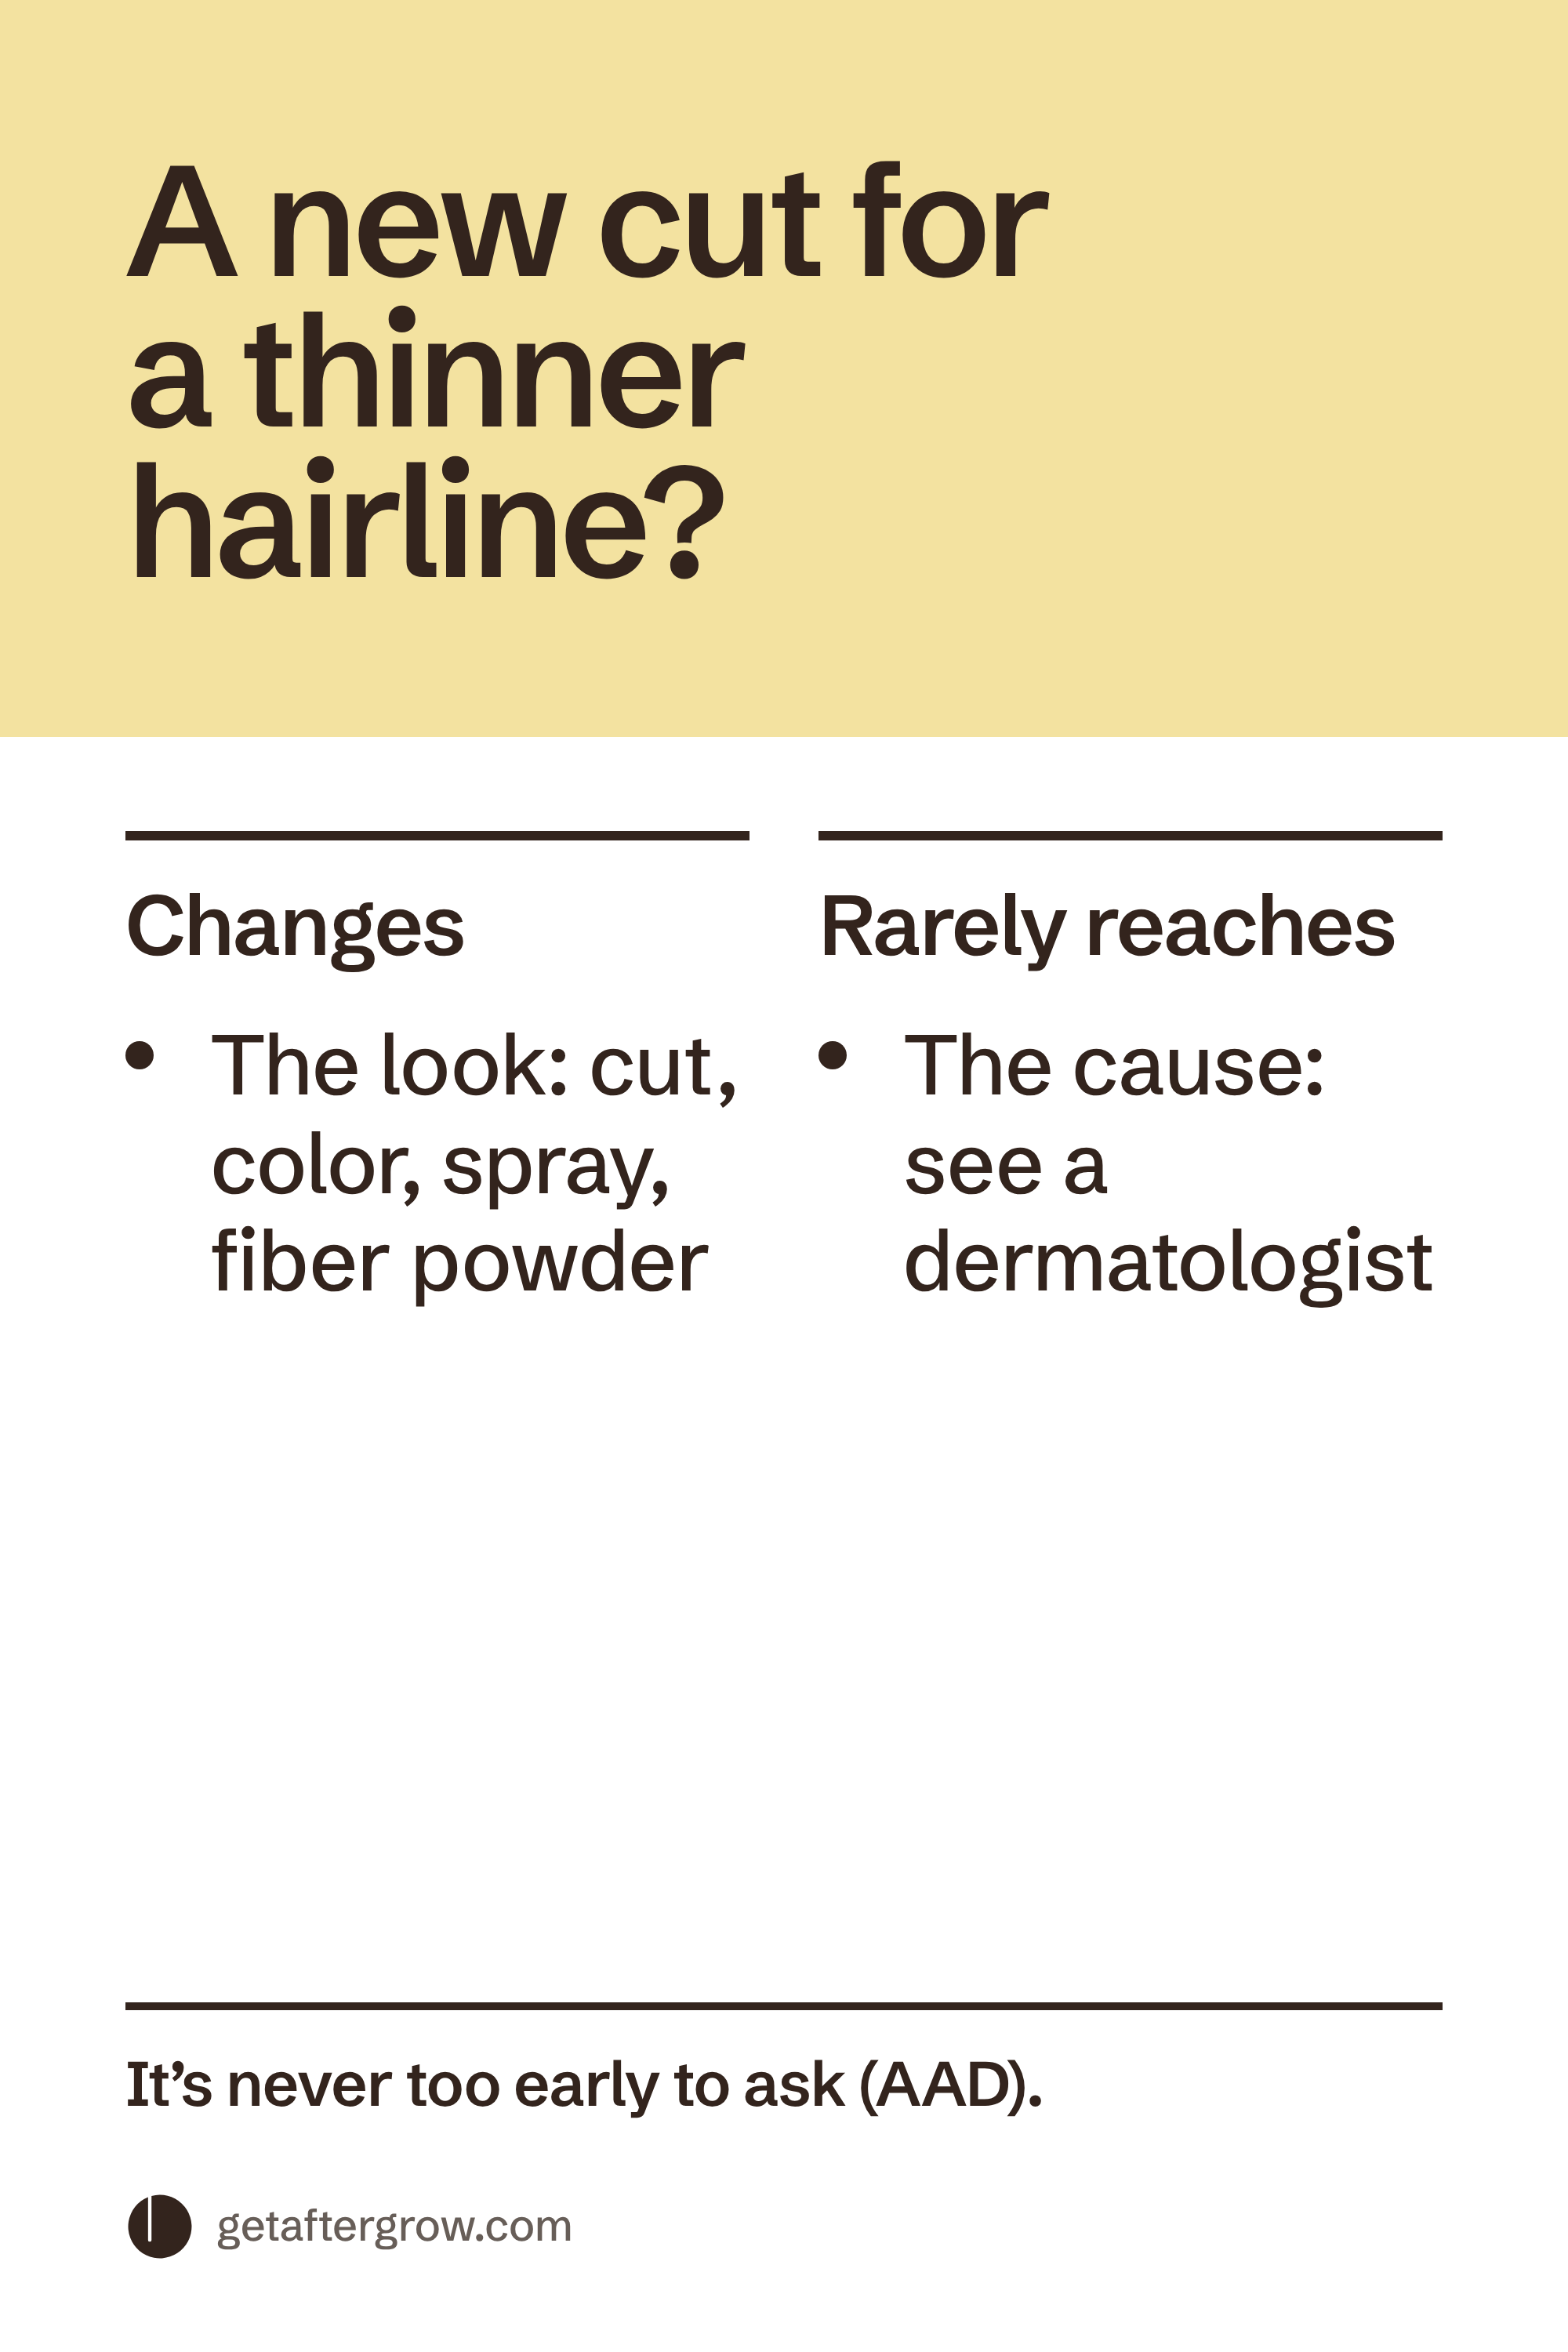 A new cut for
a thinner
hairline?
Changes
• The look: cut,
color, spray,
fiber powder
Rarely reaches
• The cause:
see a
dermatologist
It’s never too early to ask (AAD).
getaftergrow.com